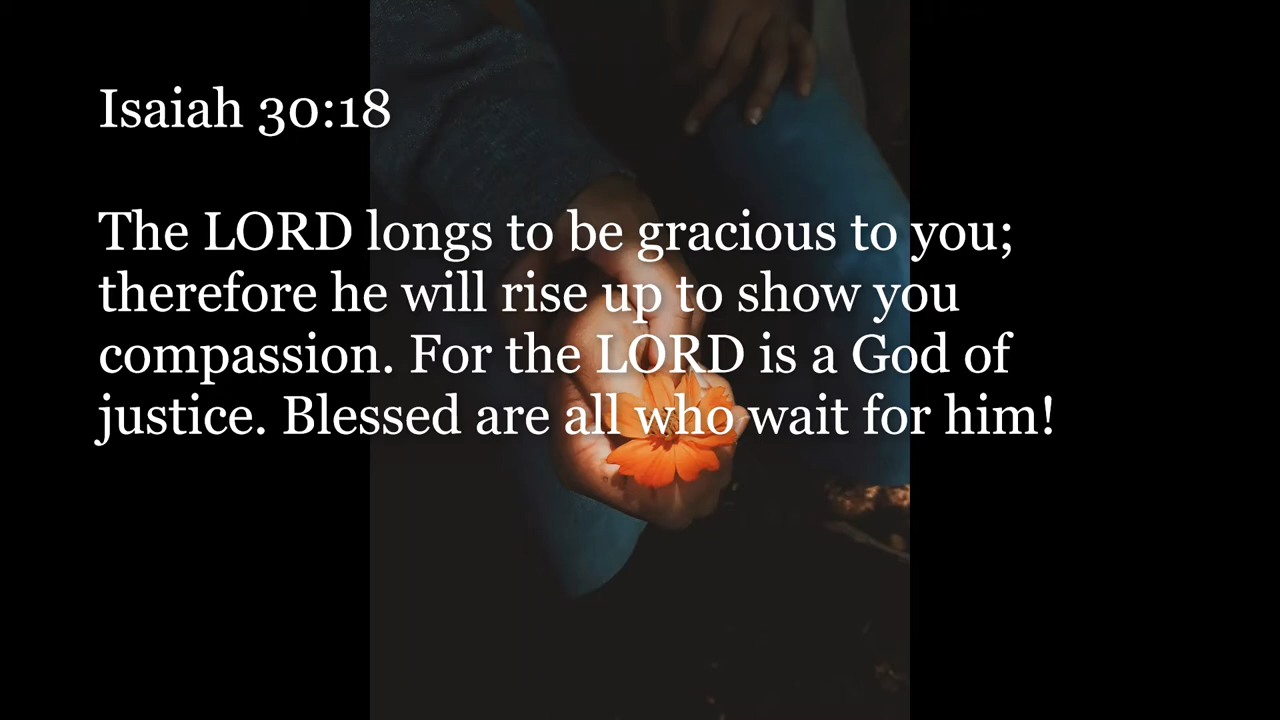 Isaiah 30:18
The LORD longs to be gracious to you;
therefore he will rise up to show you
compassion. For the LORD is a God of
justice. Blessed are all who wait for him!